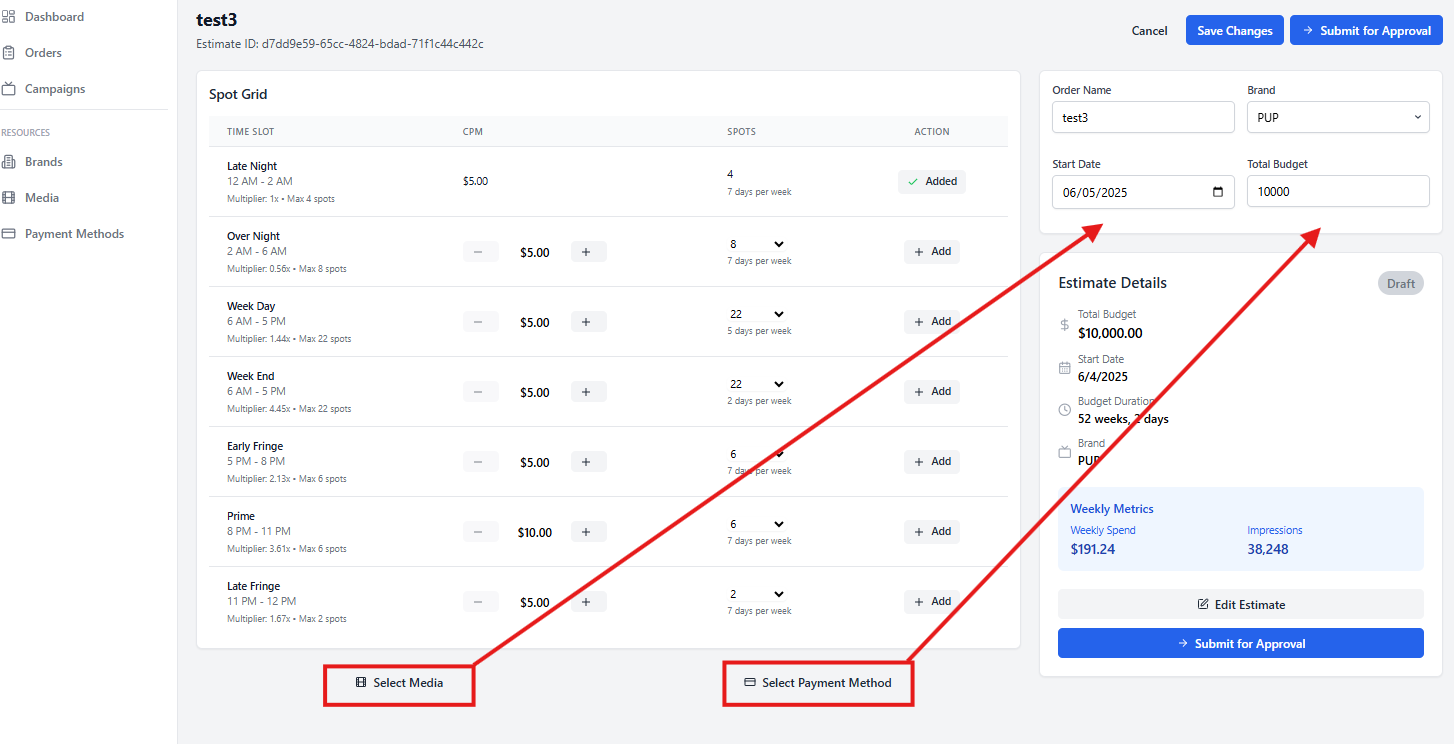 Dashboard
Orders
Campaigns
RESOURCES
Brands
Media
Payment Methods
test3
Estimate ID: d7dd9e59-65cc-4824-bdad-71f1c44c442c
Cancel
Save Changes
Submit for Approval
Spot Grid
TIME SLOT CPM SPOTS ACTION
Late Night
12 AM - 2 AM
Multiplier: 1x • Max 4 spots
$5.00
4
7 days per week
Added
Over Night
2 AM - 6 AM
Multiplier: 0.56x • Max 8 spots
− $5.00 +
8
7 days per week
+ Add
Week Day
6 AM - 5 PM
Multiplier: 1.44x • Max 22 spots
− $5.00 +
22
5 days per week
+ Add
Week End
6 AM - 5 PM
Multiplier: 4.45x • Max 22 spots
− $5.00 +
22
2 days per week
+ Add
Early Fringe
5 PM - 8 PM
Multiplier: 2.13x • Max 6 spots
− $5.00 +
6
7 days per week
+ Add
Prime
8 PM - 11 PM
Multiplier: 3.61x • Max 6 spots
− $10.00 +
6
7 days per week
+ Add
Late Fringe
11 PM - 12 PM
Multiplier: 1.67x • Max 2 spots
− $5.00 +
2
7 days per week
+ Add
Select Media
Select Payment Method
Order Name
test3
Brand
PUP
Start Date
06/05/2025
Total Budget
10000
Estimate Details
Draft
Total Budget
$10,000.00
Start Date
6/4/2025
Budget Duration
52 weeks, 2 days
Brand
PUP
Weekly Metrics
Weekly Spend
$191.24
Impressions
38,248
Edit Estimate
Submit for Approval